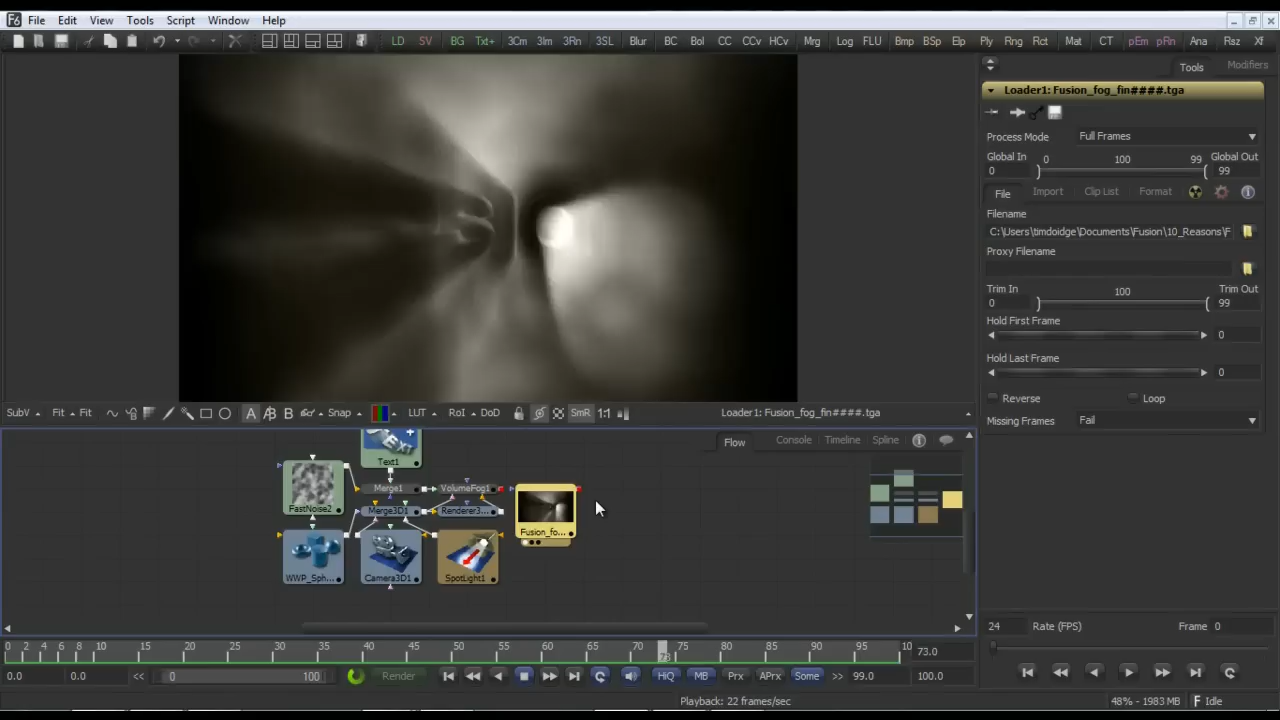 F6 File Edit View Tools Script Window Help
LD SV BG Txt+ 3Cm 3Im 3Rn 3SL Blur BC Bol CC CCv HCv Mrg Log FLU Bmp BSp Elp Ply Rng Rct Mat CT pEm pRn Ana Rsz Xf
Tools Modifiers
Loader1: Fusion_fog_fin####.tga
Process Mode Full Frames
Global In 0 100 99 Global Out
0 99
File Import Clip List Format
Filename
C:\Users\timdoidge\Documents\Fusion\10_Reasons\F
Proxy Filename
Trim In 100 Trim Out
0 99
Hold First Frame
0
Hold Last Frame
0
Reverse Loop
Missing Frames Fail
SubV Fit Fit A B Snap LUT RoI DoD SmR 1:1 Loader1: Fusion_fog_fin####.tga
Flow Console Timeline Spline
Text1
Merge1 VolumeFog1
FastNoise2 Merge3D1 Renderer3... Fusion_fo...
WWP_Sph... Camera3D1 SpotLight1
24 Rate (FPS) Frame 0
0 2 4 6 8 10 15 20 25 30 35 40 45 50 55 60 65 70 73 75 80 85 90 95 10 73.0
0.0 0.0 << 0 100 Render HiQ MB Prx APrx Some >> 99.0 100.0
Playback: 22 frames/sec 48% - 1983 MB Idle